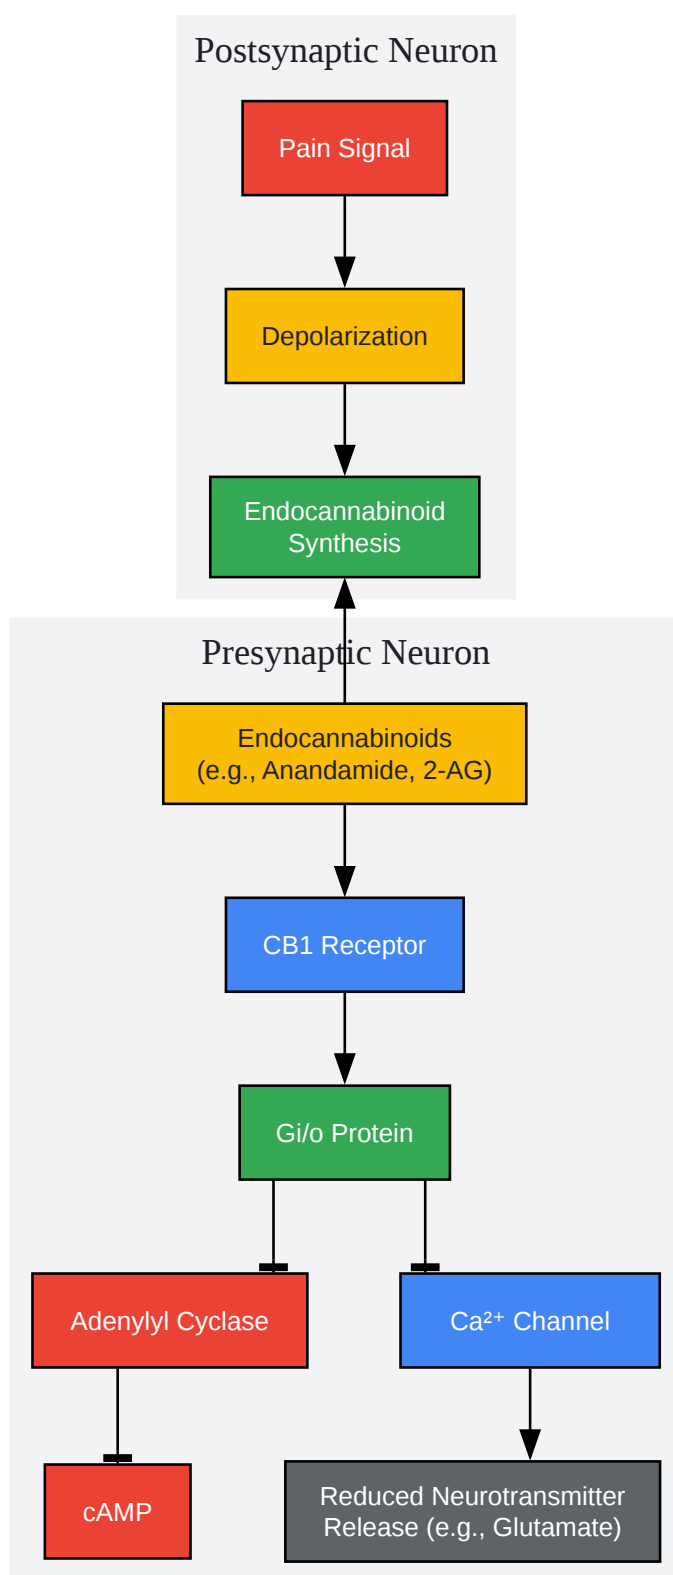 Postsynaptic Neuron
Pain Signal
Depolarization
Endocannabinoid
Synthesis
Presynaptic Neuron
Endocannabinoids
(e.g., Anandamide, 2-AG)
CB1 Receptor
Gi/o Protein
Adenylyl Cyclase
Ca²⁺ Channel
cAMP
Reduced Neurotransmitter
Release (e.g., Glutamate)